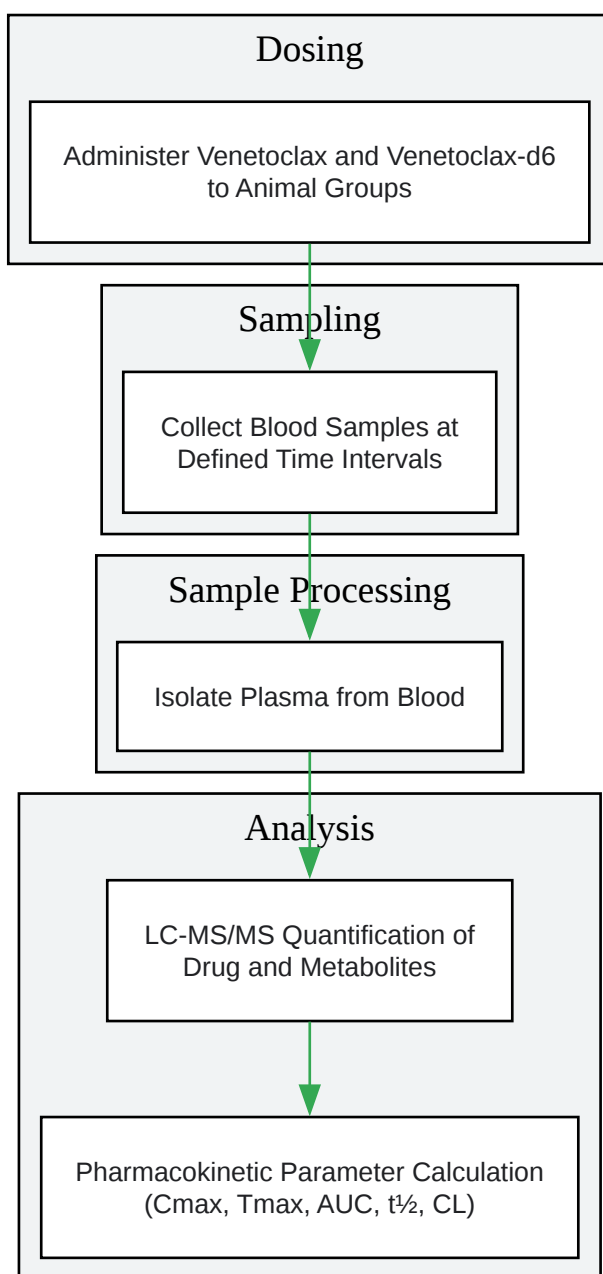 Dosing
Administer Venetoclax and Venetoclax-d6
to Animal Groups
Sampling
Collect Blood Samples at
Defined Time Intervals
Sample Processing
Isolate Plasma from Blood
Analysis
LC-MS/MS Quantification of
Drug and Metabolites
Pharmacokinetic Parameter Calculation
(Cmax, Tmax, AUC, t½, CL)